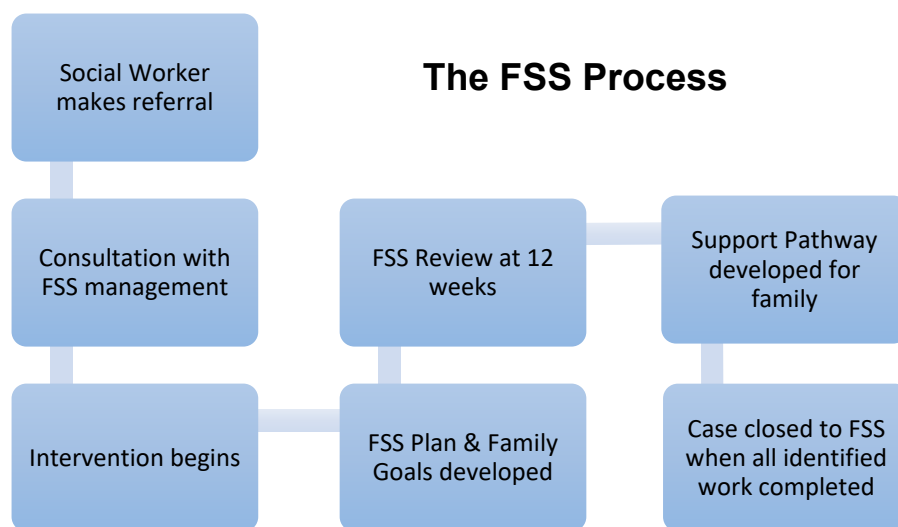 The FSS Process
Social Worker
makes referral
Consultation with
FSS management
Intervention begins
FSS Plan & Family
Goals developed
FSS Review at 12
weeks
Support Pathway
developed for
family
Case closed to FSS
when all identified
work completed